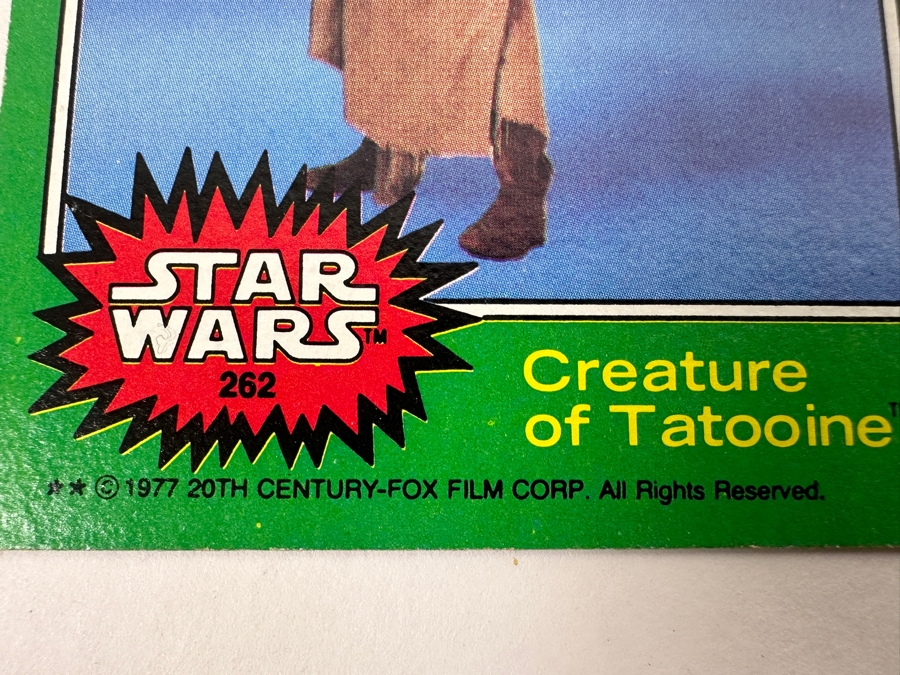 STAR
WARS™
262
Creature
of Tatooine™
** © 1977 20TH CENTURY-FOX FILM CORP. All Rights Reserved.